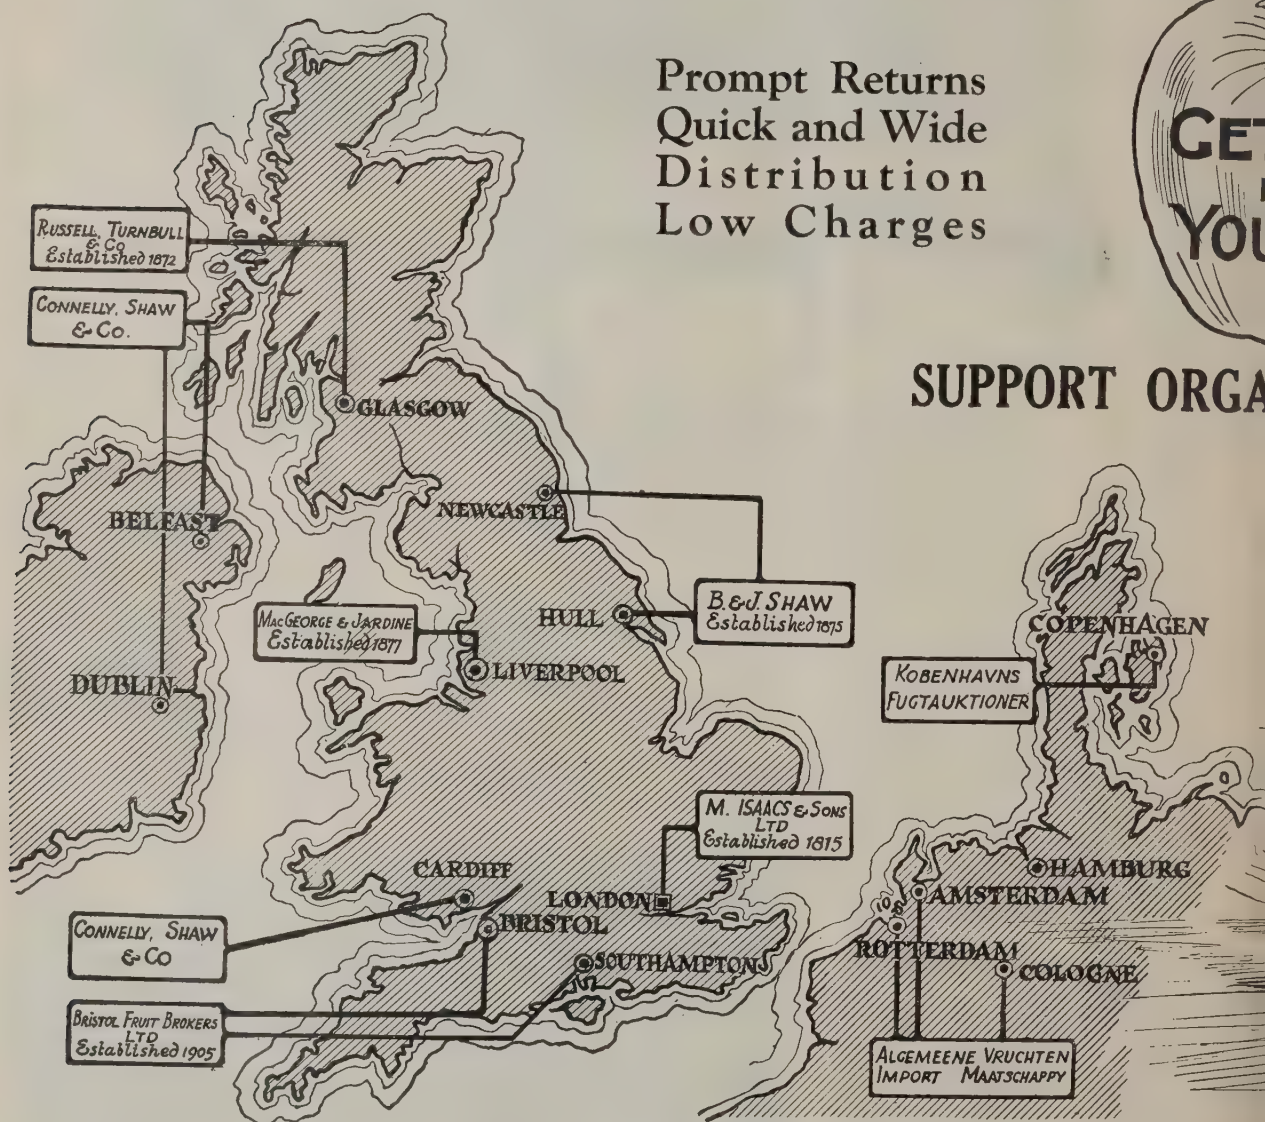 Prompt Returns
Quick and Wide
Distribution
Low Charges
GET
YOU
SUPPORT ORGA
RUSSELL, TURNBULL
& Co
Established 1872
CONNELLY, SHAW
& Co.
GLASGOW
NEWCASTLE
BELFAST
MACGEORGE & JARDINE
Established 1877
HULL
B. & J. SHAW
Established 1875
LIVERPOOL
DUBLIN
COPENHAGEN
KOBENHAVNS
FUGTAUKTIONER
M. ISAACS & SONS
LTD
Established 1815
CARDIFF
LONDON
BRISTOL
HAMBURG
AMSTERDAM
ROTTERDAM
COLOGNE
CONNELLY, SHAW
& Co
SOUTHAMPTON
BRISTOL FRUIT BROKERS
LTD
Established 1905
ALGEMEENE VRUCHTEN
IMPORT MAATSCHAPPY